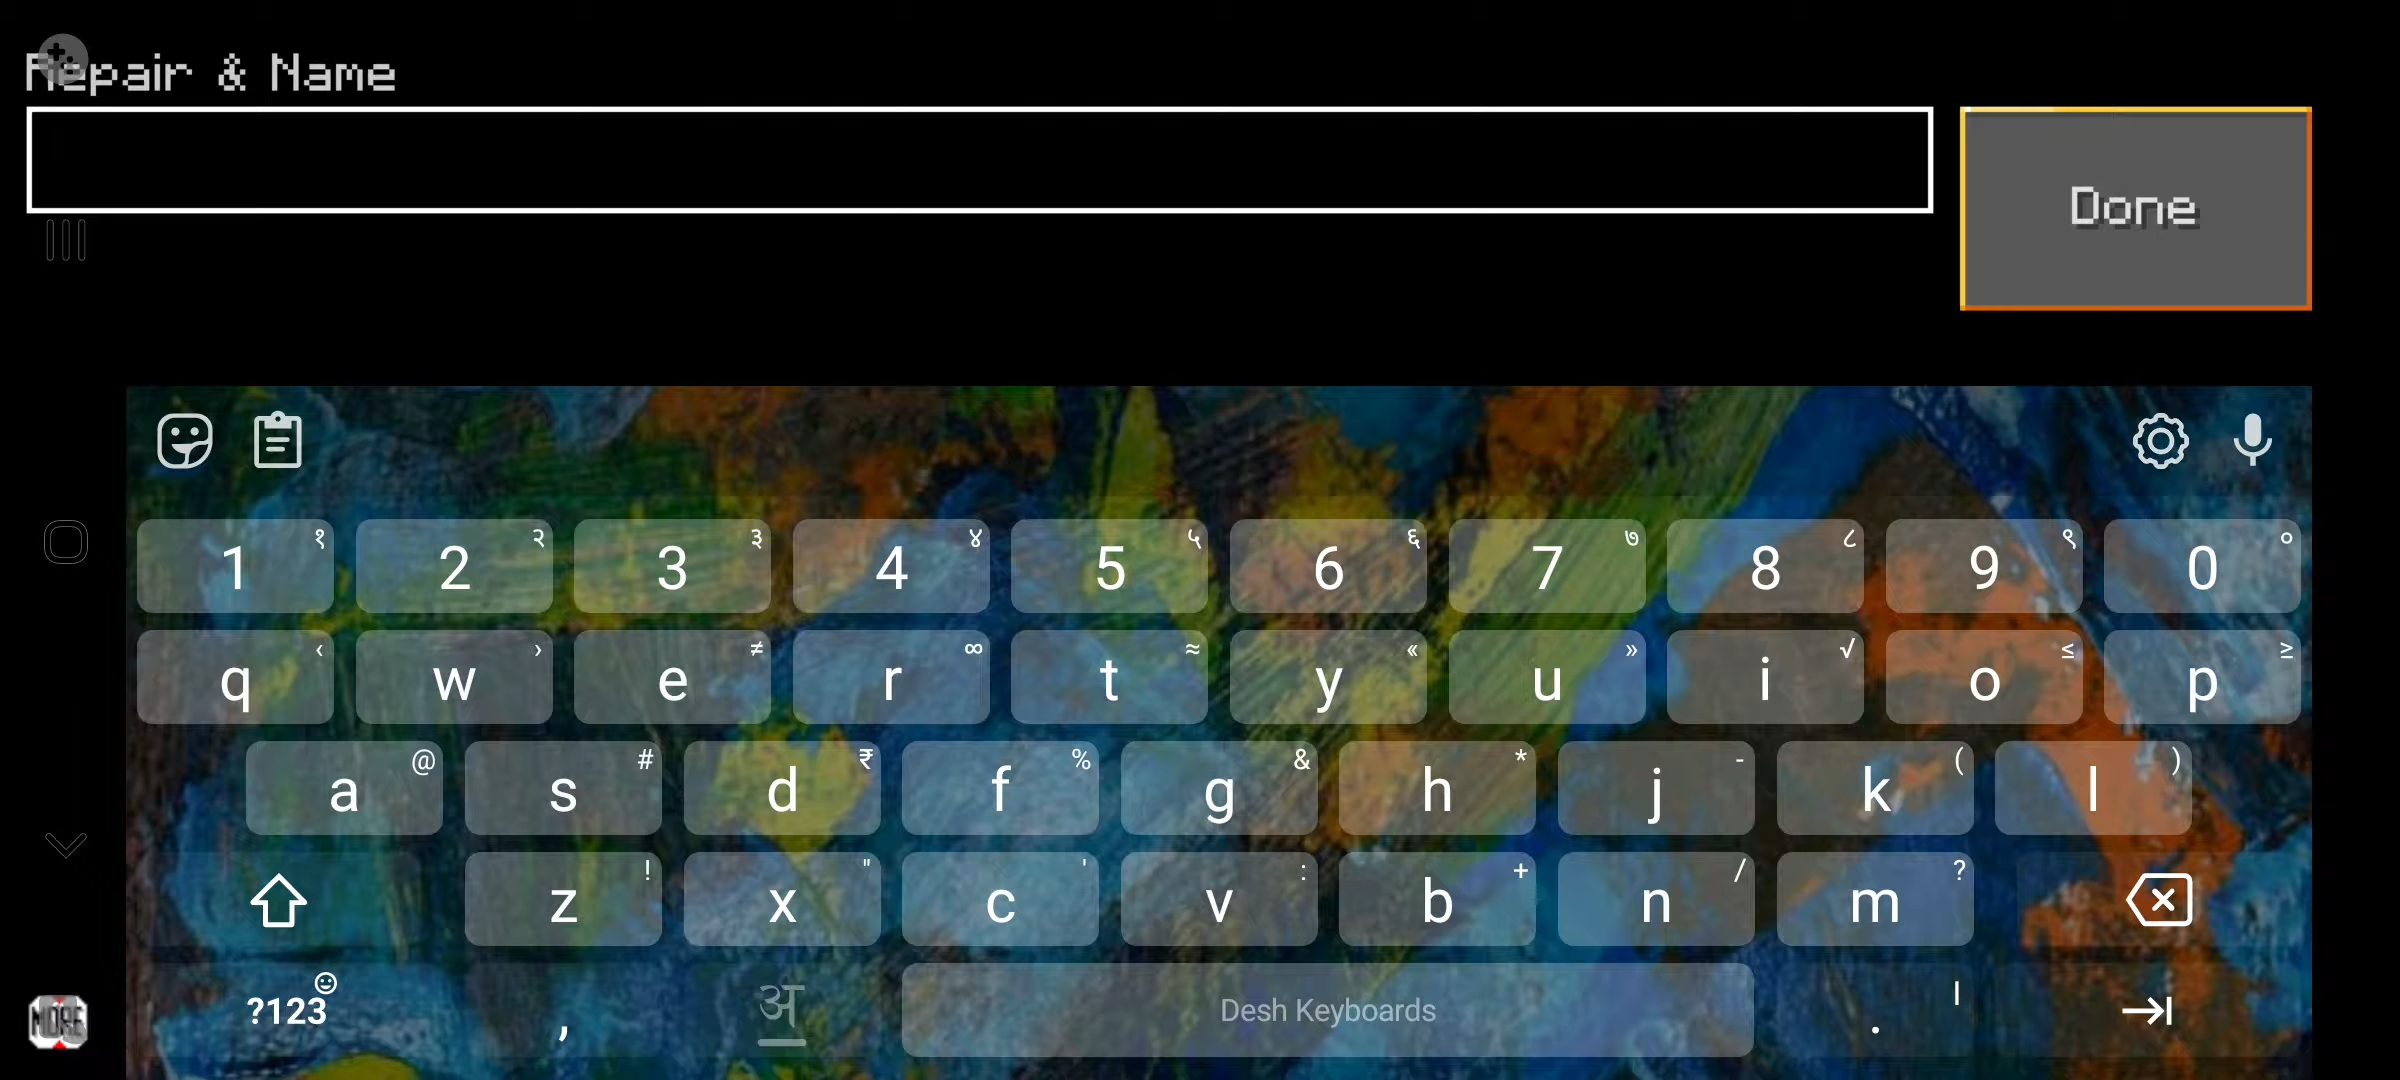 Repair & Name
Done
1 १ 2 २ 3 ३ 4 ४ 5 ५ 6 ६ 7 ७ 8 ८ 9 ९ 0 ०
q ‹ w › e ≠ r ∞ t ≈ y « u » i √ o ≤ p ≥
a @ s # d ₹ f % g & h * j - k ( l )
z ! x " c ' v : b + n / m ?
?123 , अ Desh Keyboards . |
MORE